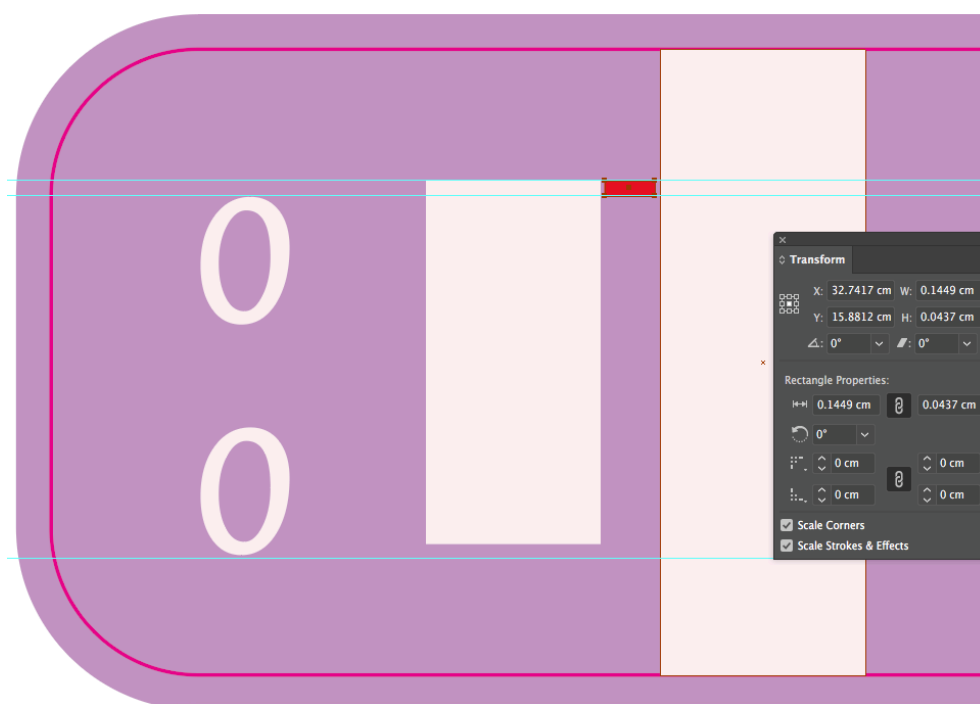 0
0
Transform
X: 32.7417 cm W: 0.1449 cm
Y: 15.8812 cm H: 0.0437 cm
0° 0°
Rectangle Properties:
0.1449 cm 0.0437 cm
0°
0 cm 0 cm
0 cm 0 cm
Scale Corners
Scale Strokes & Effects